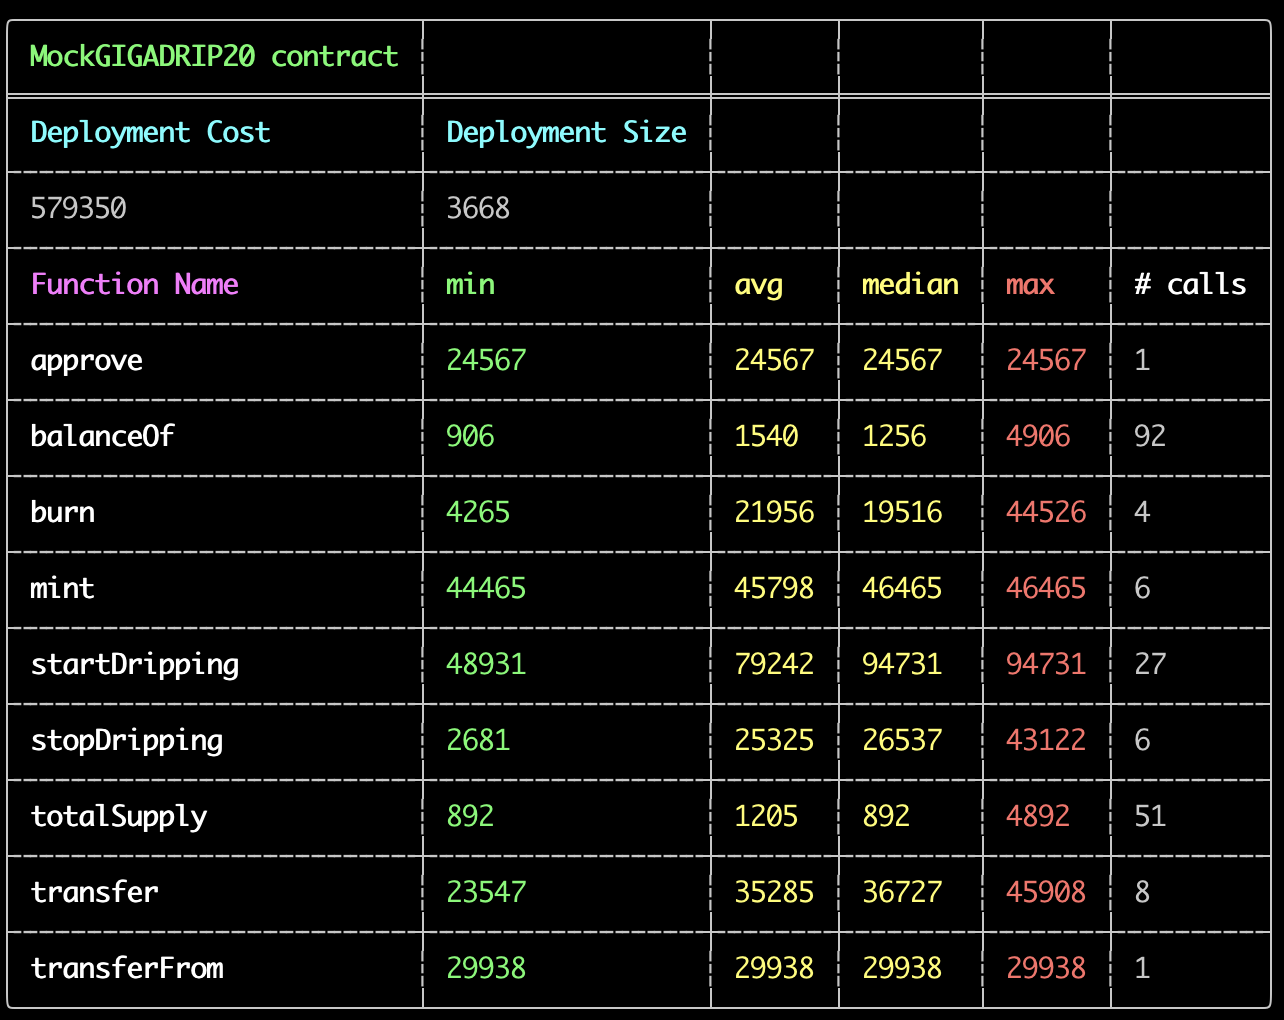 MockGIGADRIP20 contract
Deployment Cost Deployment Size
579350 3668
Function Name min avg median max # calls
approve 24567 24567 24567 24567 1
balanceOf 906 1540 1256 4906 92
burn 4265 21956 19516 44526 4
mint 44465 45798 46465 46465 6
startDripping 48931 79242 94731 94731 27
stopDripping 2681 25325 26537 43122 6
totalSupply 892 1205 892 4892 51
transfer 23547 35285 36727 45908 8
transferFrom 29938 29938 29938 29938 1